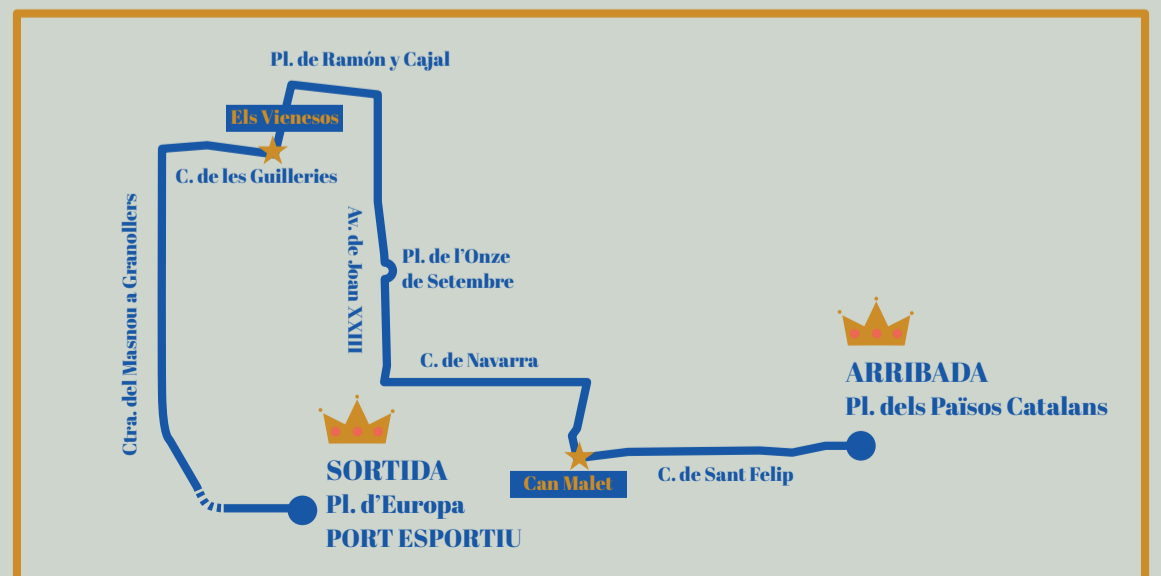 Pl. de Ramón y Cajal
Els Vienesos
C. de les Guilleries
Ctra. del Masnou a Granollers
Av. de Joan XXIII
Pl. de l'Onze
de Setembre
C. de Navarra
ARRIBADA
Pl. dels Països Catalans
SORTIDA
Pl. d'Europa
PORT ESPORTIU
Can Malet
C. de Sant Felip